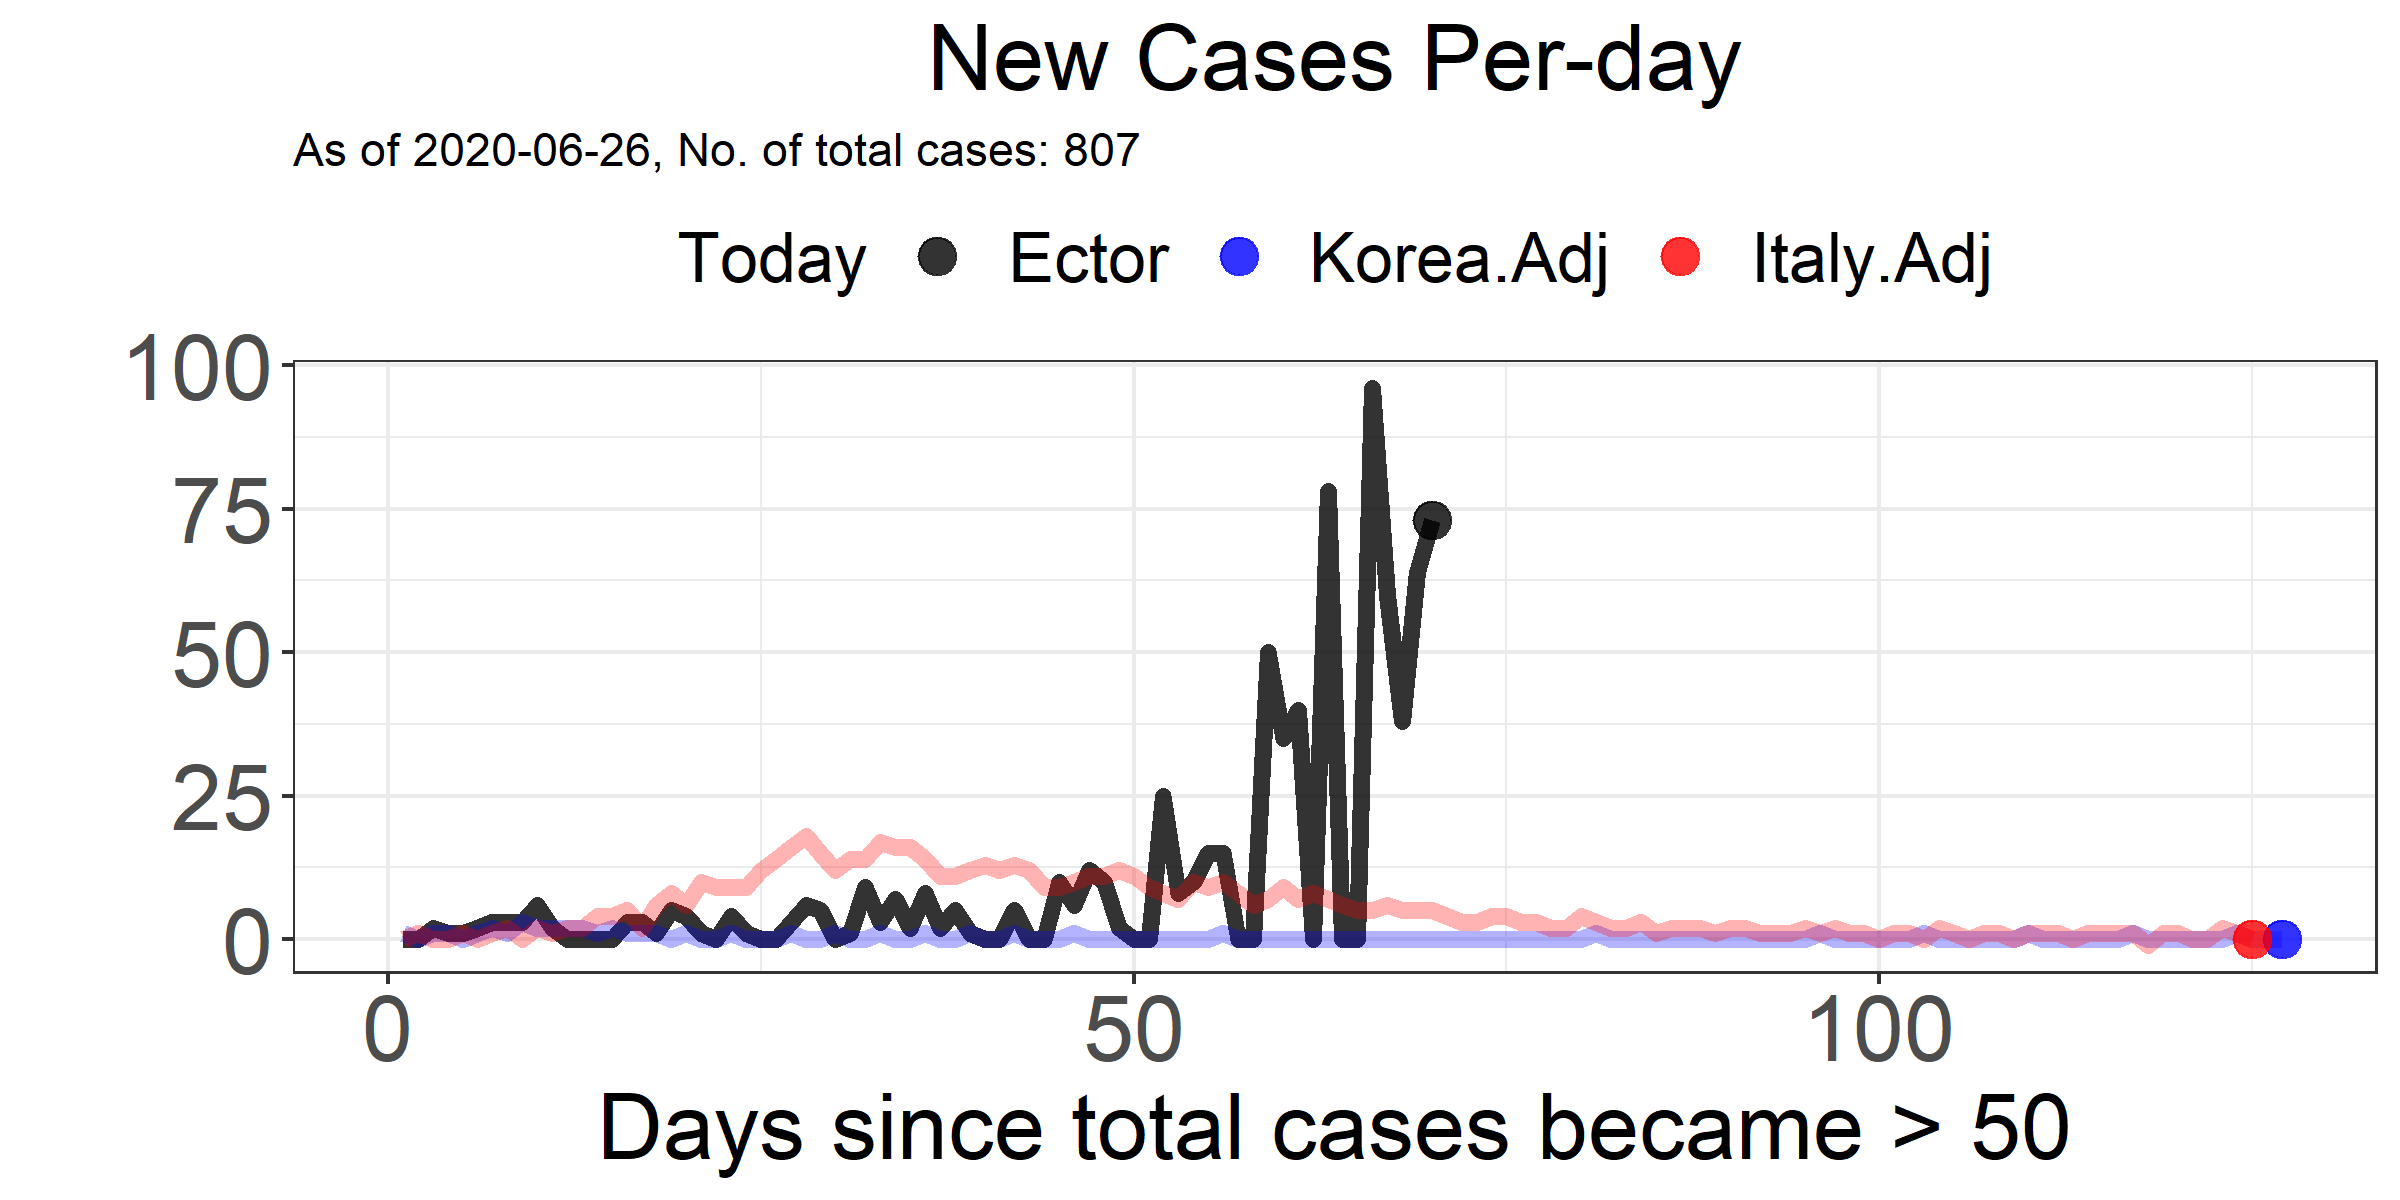 New Cases Per-day
As of 2020-06-26, No. of total cases: 807
Today Ector Korea.Adj Italy.Adj
100
75
50
25
0
0 50 100
Days since total cases became > 50